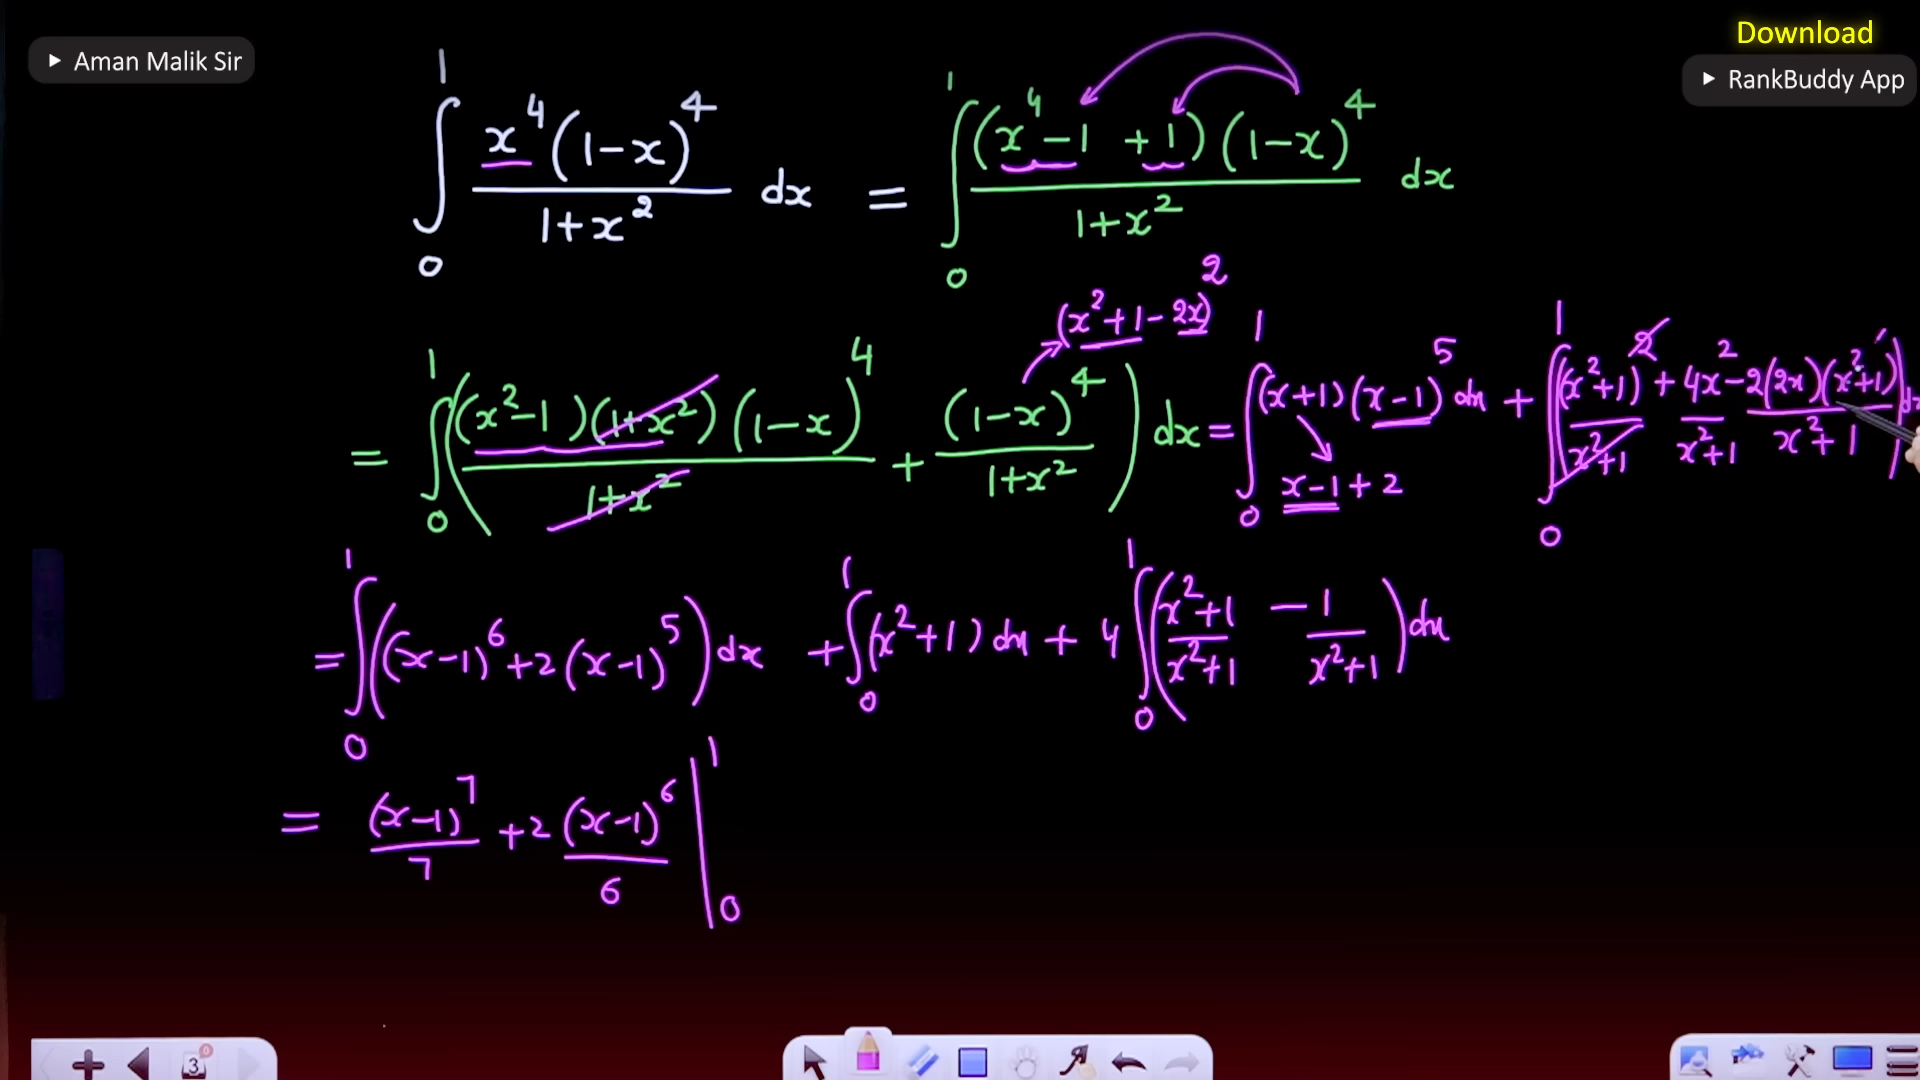 Download
▶ Aman Malik Sir
▶ RankBuddy App
∫₀¹ x⁴(1−x)⁴ / (1+x²) dx = ∫₀¹ (x⁴−1 +1)(1−x)⁴ / (1+x²) dx
(x²+1−2x)²
= ∫₀¹ ( (x²−1)(1+x²)(1−x)⁴ / (1+x²) + (1−x)⁴ / (1+x²) ) dx = ∫₀¹ (x+1)(x−1)⁵ dx + ∫₀¹ ( (x²+1)² / (x²+1) + 4x² / (x²+1) − 2(2x)(x²+1) / (x²+1) ) dx
x−1+2
= ∫₀¹ ( (x−1)⁶+2(x−1)⁵ ) dx + ∫₀¹ (x²+1) dx + 4 ∫₀¹ ( (x²+1) / (x²+1) − 1 / (x²+1) ) dx
= (x−1)⁷ / 7 + 2 (x−1)⁶ / 6 |₀¹
3
0